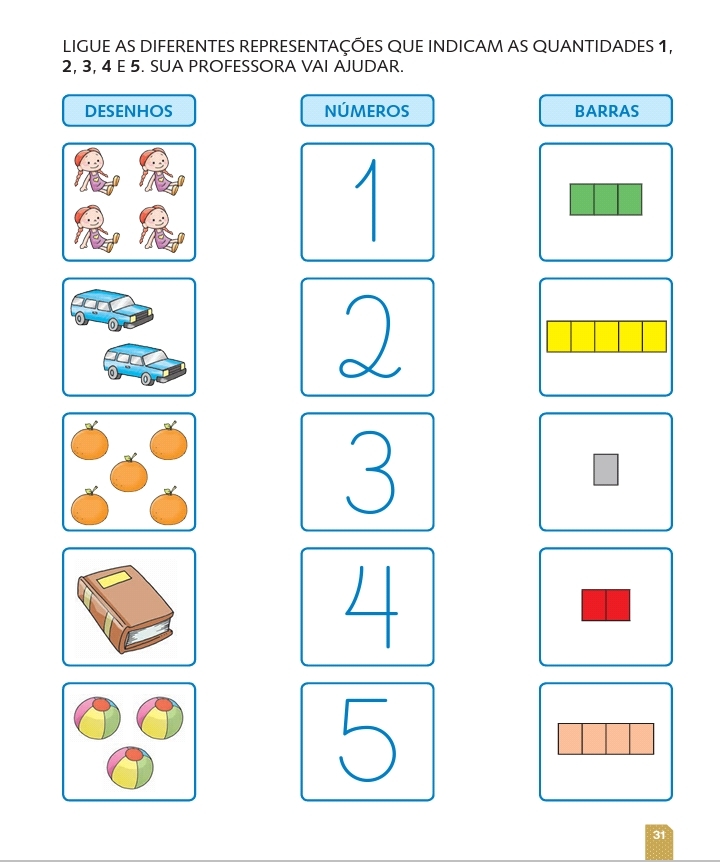 LIGUE AS DIFERENTES REPRESENTAÇÕES QUE INDICAM AS QUANTIDADES 1,
2, 3, 4 E 5. SUA PROFESSORA VAI AJUDAR.
DESENHOS NÚMEROS BARRAS
1
2
3
4
5
31